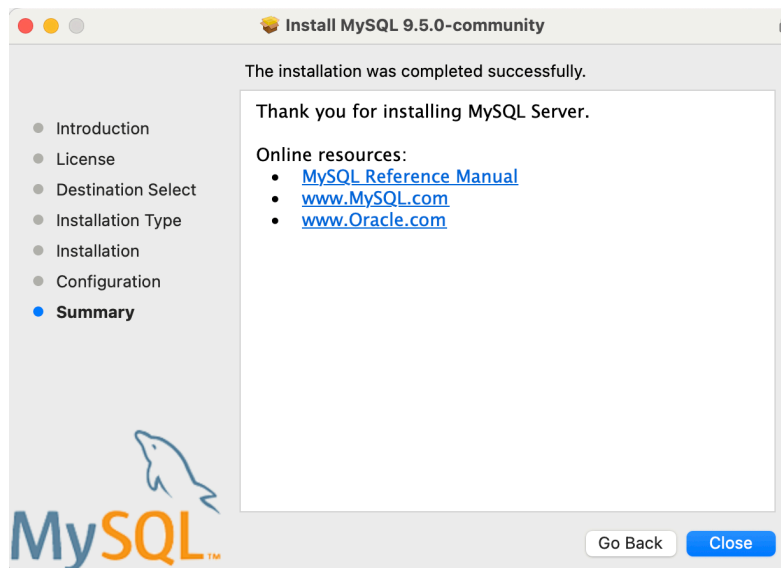 Install MySQL 9.5.0-community
The installation was completed successfully.
Introduction
License
Destination Select
Installation Type
Installation
Configuration
Summary
Thank you for installing MySQL Server.
Online resources:
• MySQL Reference Manual
• www.MySQL.com
• www.Oracle.com
MySQL™
Go Back
Close